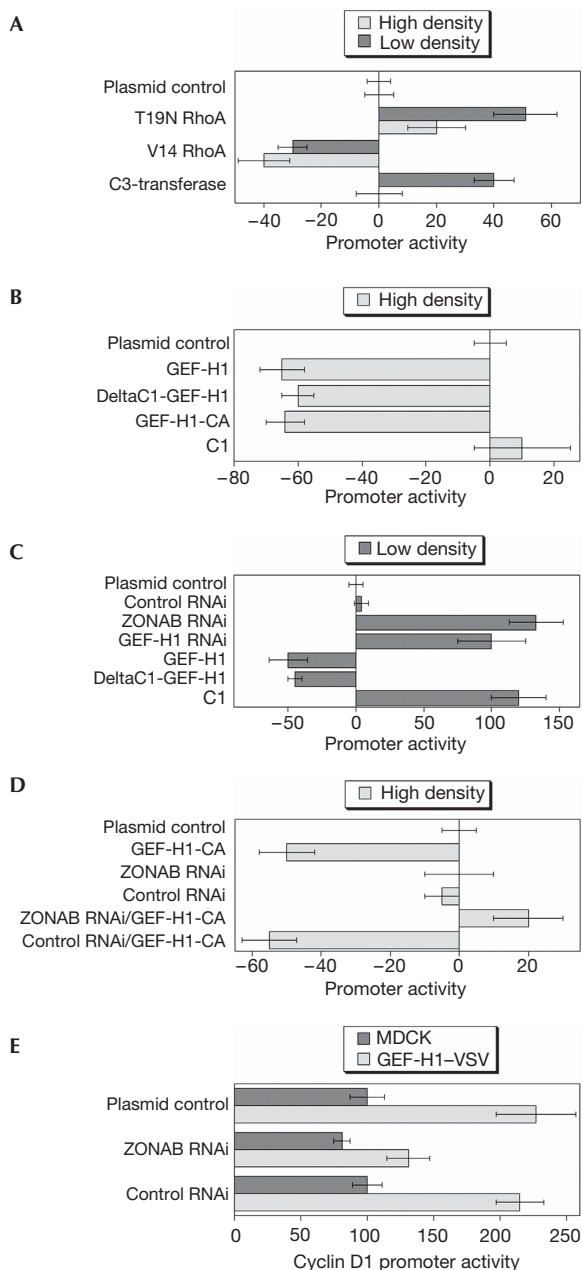 A
High density
Low density
Plasmid control
T19N RhoA
V14 RhoA
C3-transferase
−40 −20 0 20 40 60
Promoter activity
B
High density
Plasmid control
GEF-H1
DeltaC1-GEF-H1
GEF-H1-CA
C1
−80 −60 −40 −20 0 20
Promoter activity
C
Low density
Plasmid control
Control RNAi
ZONAB RNAi
GEF-H1 RNAi
GEF-H1
DeltaC1-GEF-H1
C1
−50 0 50 100 150
Promoter activity
D
High density
Plasmid control
GEF-H1-CA
ZONAB RNAi
Control RNAi
ZONAB RNAi/GEF-H1-CA
Control RNAi/GEF-H1-CA
−60 −40 −20 0 20
Promoter activity
E
MDCK
GEF-H1–VSV
Plasmid control
ZONAB RNAi
Control RNAi
0 50 100 150 200 250
Cyclin D1 promoter activity